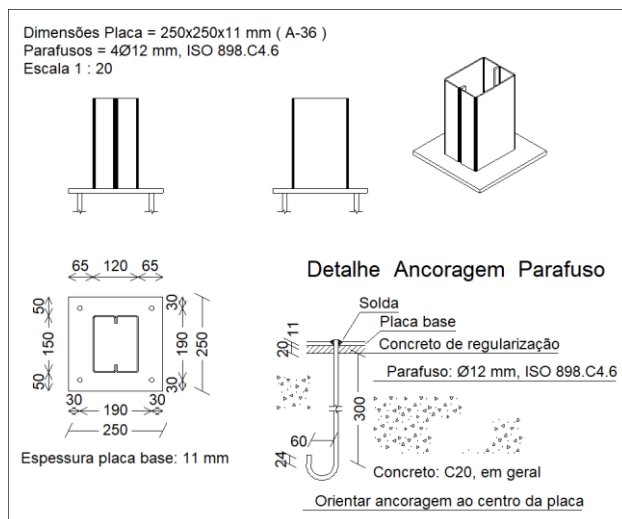 Dimensões Placa = 250x250x11 mm ( A-36 )
Parafusos = 4Ø12 mm, ISO 898.C4.6
Escala 1 : 20
65 120 65
50
150
50
30
190
30
250
30 190 30
250
Espessura placa base: 11 mm
Detalhe Ancoragem Parafuso
Solda
Placa base
Concreto de regularização
Parafuso: Ø12 mm, ISO 898.C4.6
11
20
300
60
24
Concreto: C20, em geral
Orientar ancoragem ao centro da placa